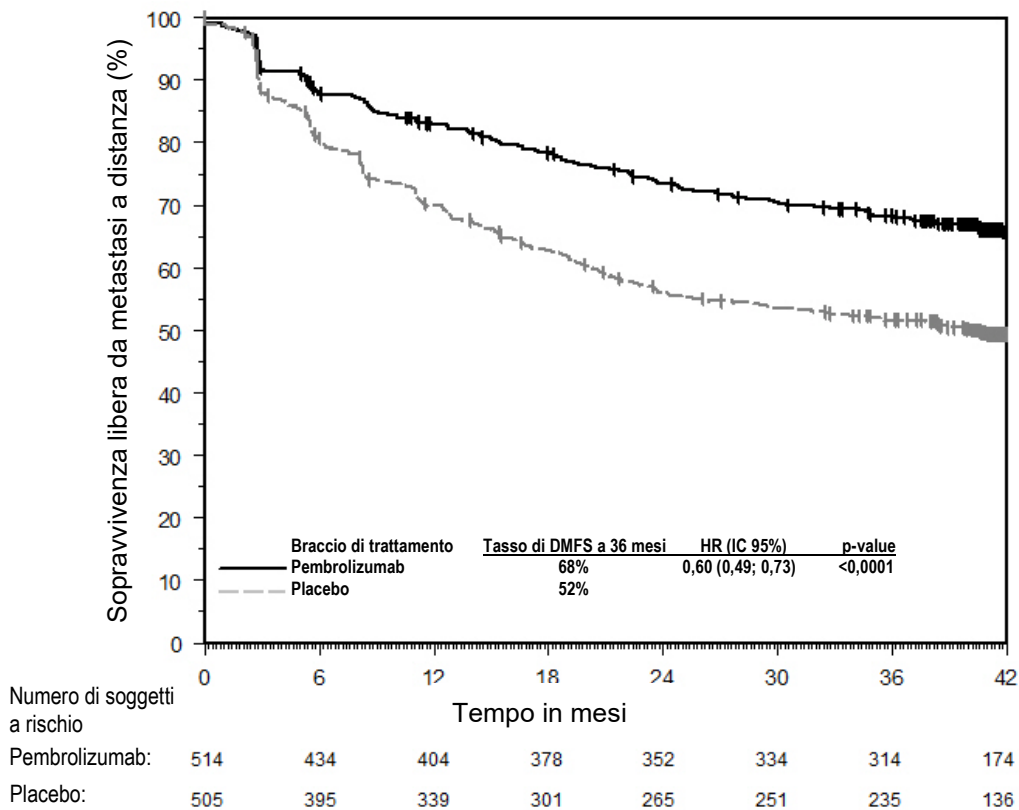 Sopravvivenza libera da metastasi a distanza (%)
100
90
80
70
60
50
40
30
20
10
0
Braccio di trattamento Tasso di DMFS a 36 mesi HR (IC 95%) p-value
Pembrolizumab 68% 0,60 (0,49; 0,73) <0,0001
Placebo 52%
0 6 12 18 24 30 36 42
Tempo in mesi
Numero di soggetti
a rischio
Pembrolizumab: 514 434 404 378 352 334 314 174
Placebo: 505 395 339 301 265 251 235 136